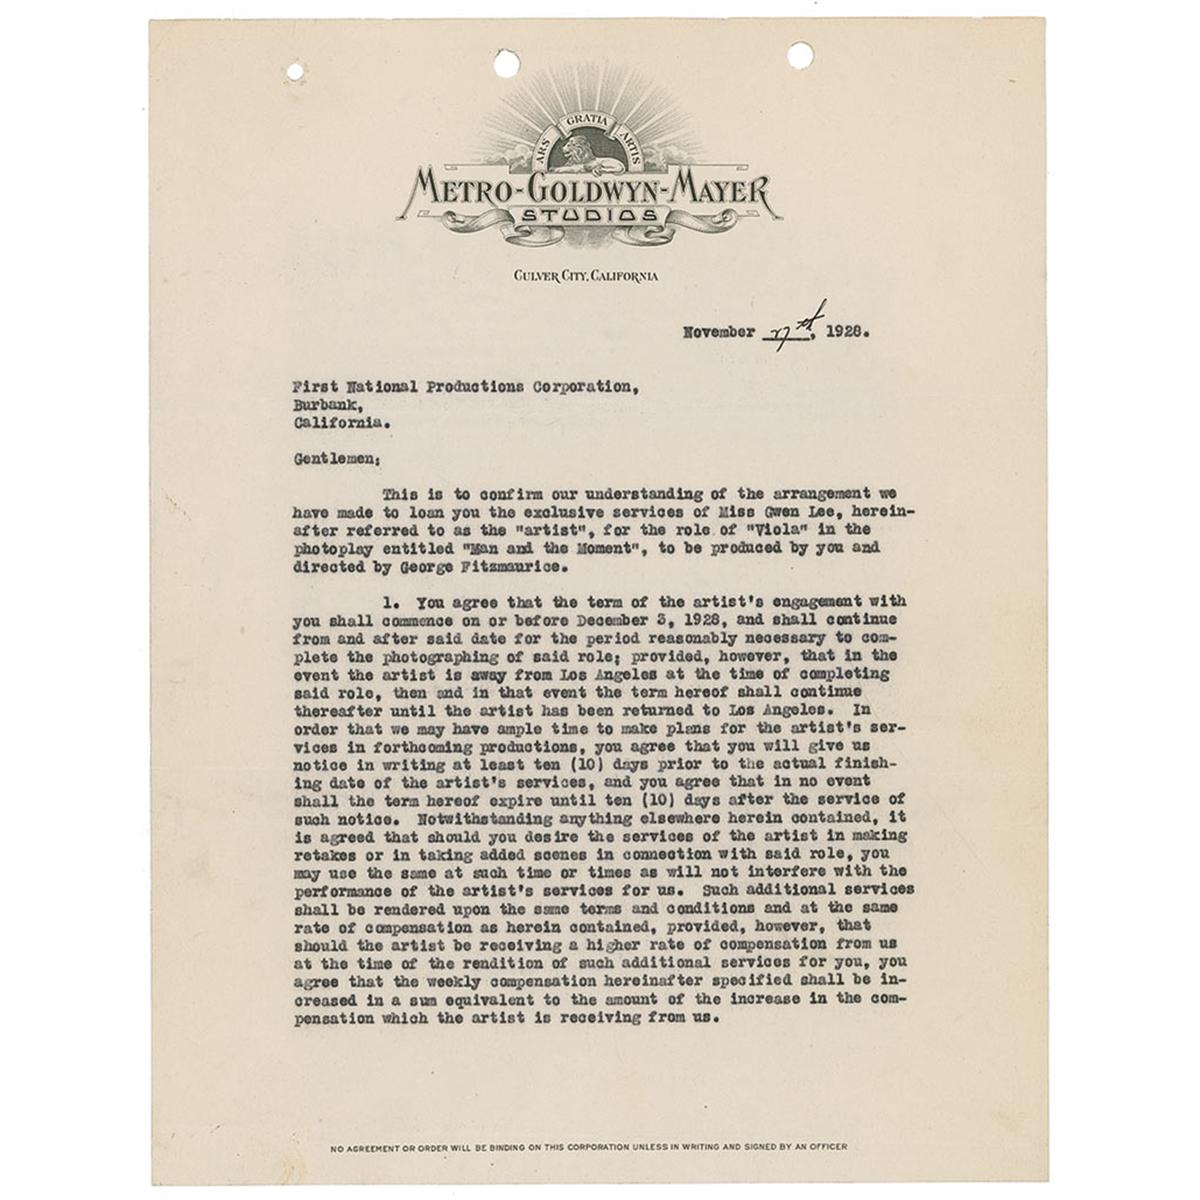 ARS GRATIA ARTIS
METRO-GOLDWYN-MAYER
STUDIOS
CULVER CITY, CALIFORNIA
November 27th, 1928.
First National Productions Corporation,
Burbank,
California.
Gentlemen;
This is to confirm our understanding of the arrangement we
have made to loan you the exclusive services of Miss Gwen Lee, herein-
after referred to as the "artist", for the role of "Viola" in the
photoplay entitled "Man and the Moment", to be produced by you and
directed by George Fitzmaurice.
1. You agree that the term of the artist's engagement with
you shall commence on or before December 3, 1928, and shall continue
from and after said date for the period reasonably necessary to com-
plete the photographing of said role; provided, however, that in the
event the artist is away from Los Angeles at the time of completing
said role, then and in that event the term hereof shall continue
thereafter until the artist has been returned to Los Angeles. In
order that we may have ample time to make plans for the artist's ser-
vices in forthcoming productions, you agree that you will give us
notice in writing at least ten (10) days prior to the actual finish-
ing date of the artist's services, and you agree that in no event
shall the term hereof expire until ten (10) days after the service of
such notice. Notwithstanding anything elsewhere herein contained, it
is agreed that should you desire the services of the artist in making
retakes or in taking added scenes in connection with said role, you
may use the same at such time or times as will not interfere with the
performance of the artist's services for us. Such additional services
shall be rendered upon the same terms and conditions and at the same
rate of compensation as herein contained, provided, however, that
should the artist be receiving a higher rate of compensation from us
at the time of the rendition of such additional services for you, you
agree that the weekly compensation hereinafter specified shall be in-
creased in a sum equivalent to the amount of the increase in the com-
pensation which the artist is receiving from us.
NO AGREEMENT OR ORDER WILL BE BINDING ON THIS CORPORATION UNLESS IN WRITING AND SIGNED BY AN OFFICER